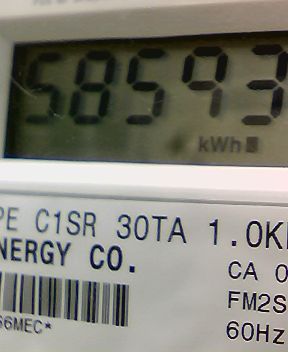 58593
kWh
PE C1SR 30TA 1.0K
NERGY CO.
CA 0
FM2S
66MEC*
60Hz